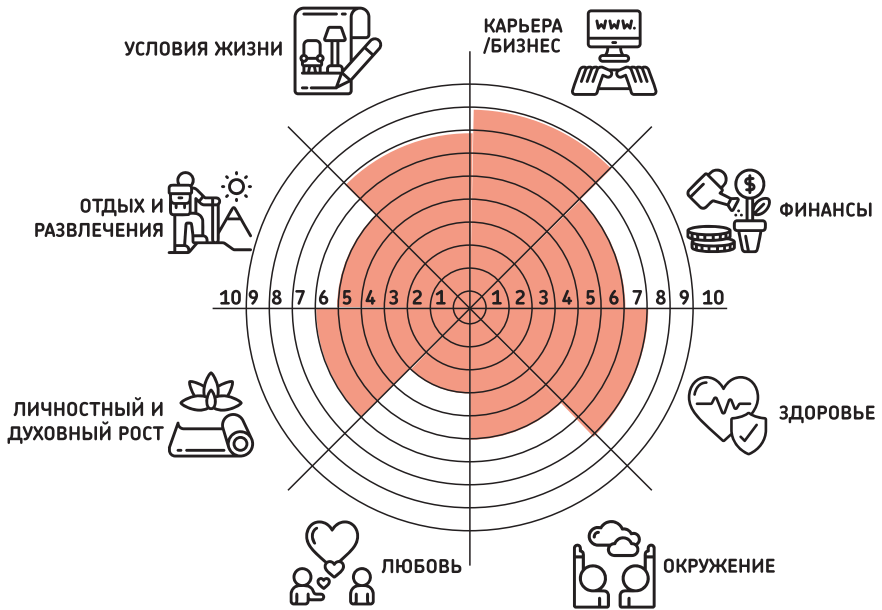 УСЛОВИЯ ЖИЗНИ
КАРЬЕРА
/БИЗНЕС
www.
ОТДЫХ И
РАЗВЛЕЧЕНИЯ
$
ФИНАНСЫ
10 9 8 7 6 5 4 3 2 1 1 2 3 4 5 6 7 8 9 10
ЛИЧНОСТНЫЙ И
ДУХОВНЫЙ РОСТ
ЗДОРОВЬЕ
ЛЮБОВЬ
ОКРУЖЕНИЕ